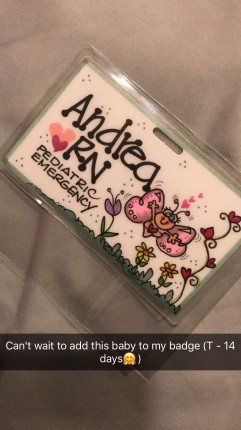 Andrea
RN
PEDIATRIC
EMERGENCY
Can't wait to add this baby to my badge (T - 14
days🤗)